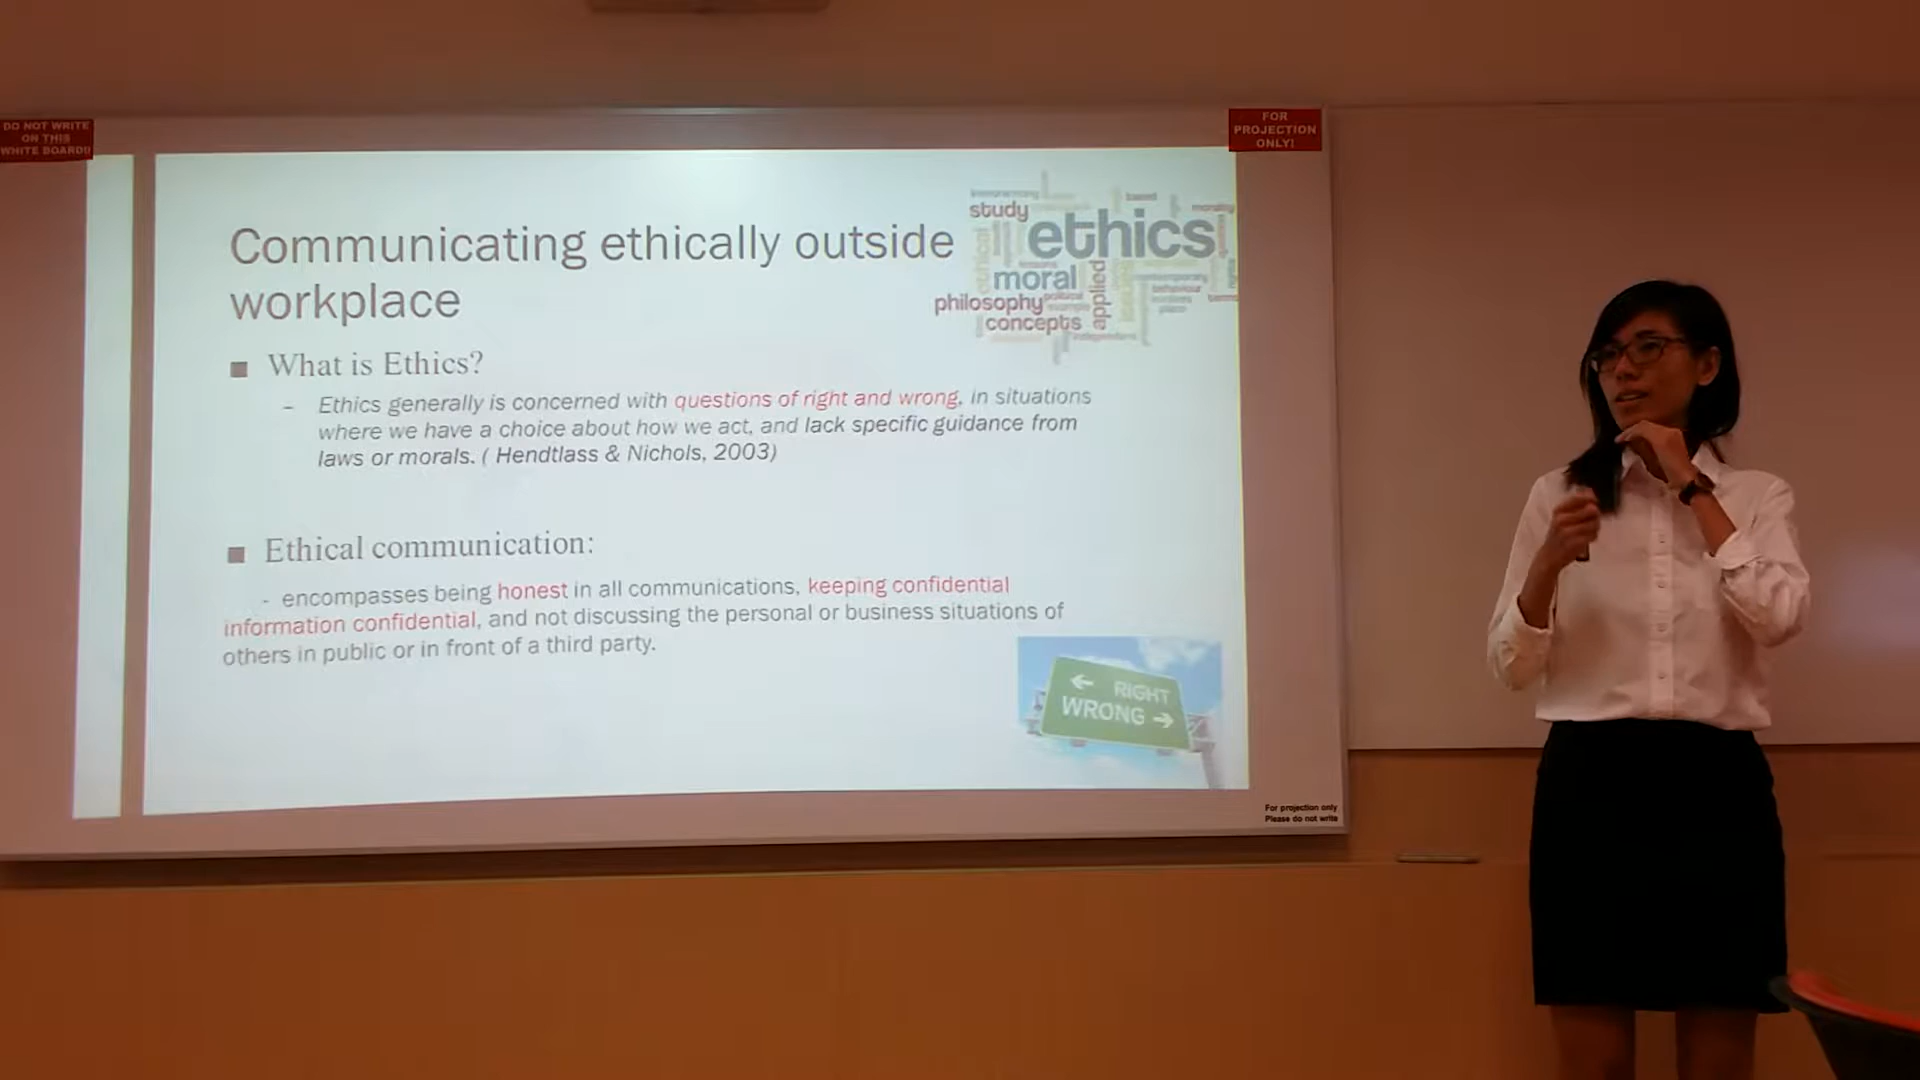 DO NOT WRITE
ON THIS
WHITE BOARD!!
FOR
PROJECTION
ONLY!
Communicating ethically outside
workplace
study
ethics
moral
philosophy
applied
concepts
■ What is Ethics?
– Ethics generally is concerned with questions of right and wrong, in situations
where we have a choice about how we act, and lack specific guidance from
laws or morals. ( Hendtlass & Nichols, 2003)
■ Ethical communication:
- encompasses being honest in all communications, keeping confidential
information confidential, and not discussing the personal or business situations of
others in public or in front of a third party.
← RIGHT
WRONG →
For projection only
Please do not write